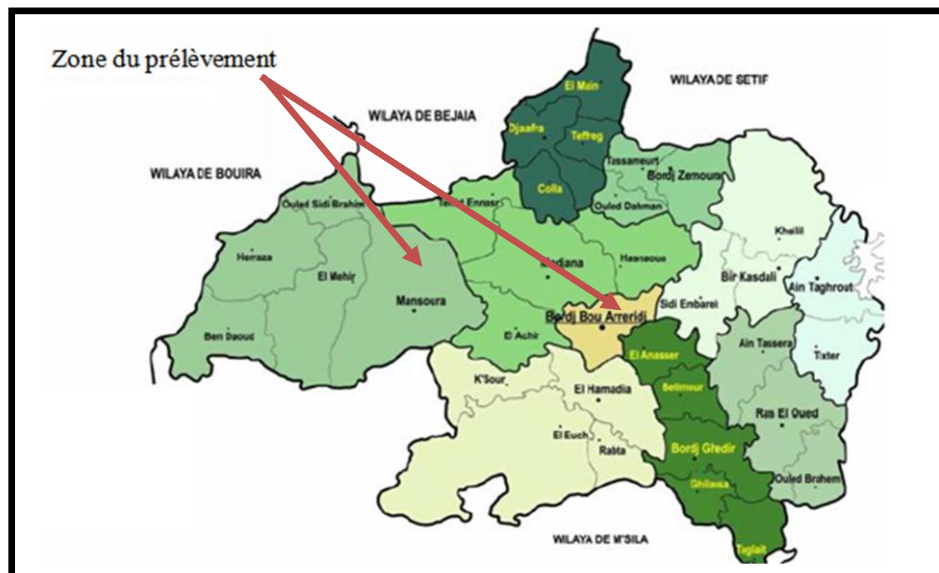 Zone du prélèvement
El Main
WILAYA DE SETIF
WILAYA DE BEJAIA
Djaafra
Teffreg
WILAYA DE BOUIRA
Tassameurt
Bordj Zemoura
Colla
Ouled Sidi Brahim
Ennasr
Ouled Dahman
Khelil
Herraza
Hasnaoua
El Mehir
Bir Kasdali
Ain Taghrout
Mansoura
Sidi Enbarek
Bordj Bou Arreridj
Ben Daoud
El Achir
Ain Tassera
El Anasser
Tixter
K'Sour
El Hamadia
Belimour
Ras El Oued
El Euch
Rabta
Bordj Ghedir
Ghilassa
Ouled Brahem
WILAYA DE M'SILA
Taglait